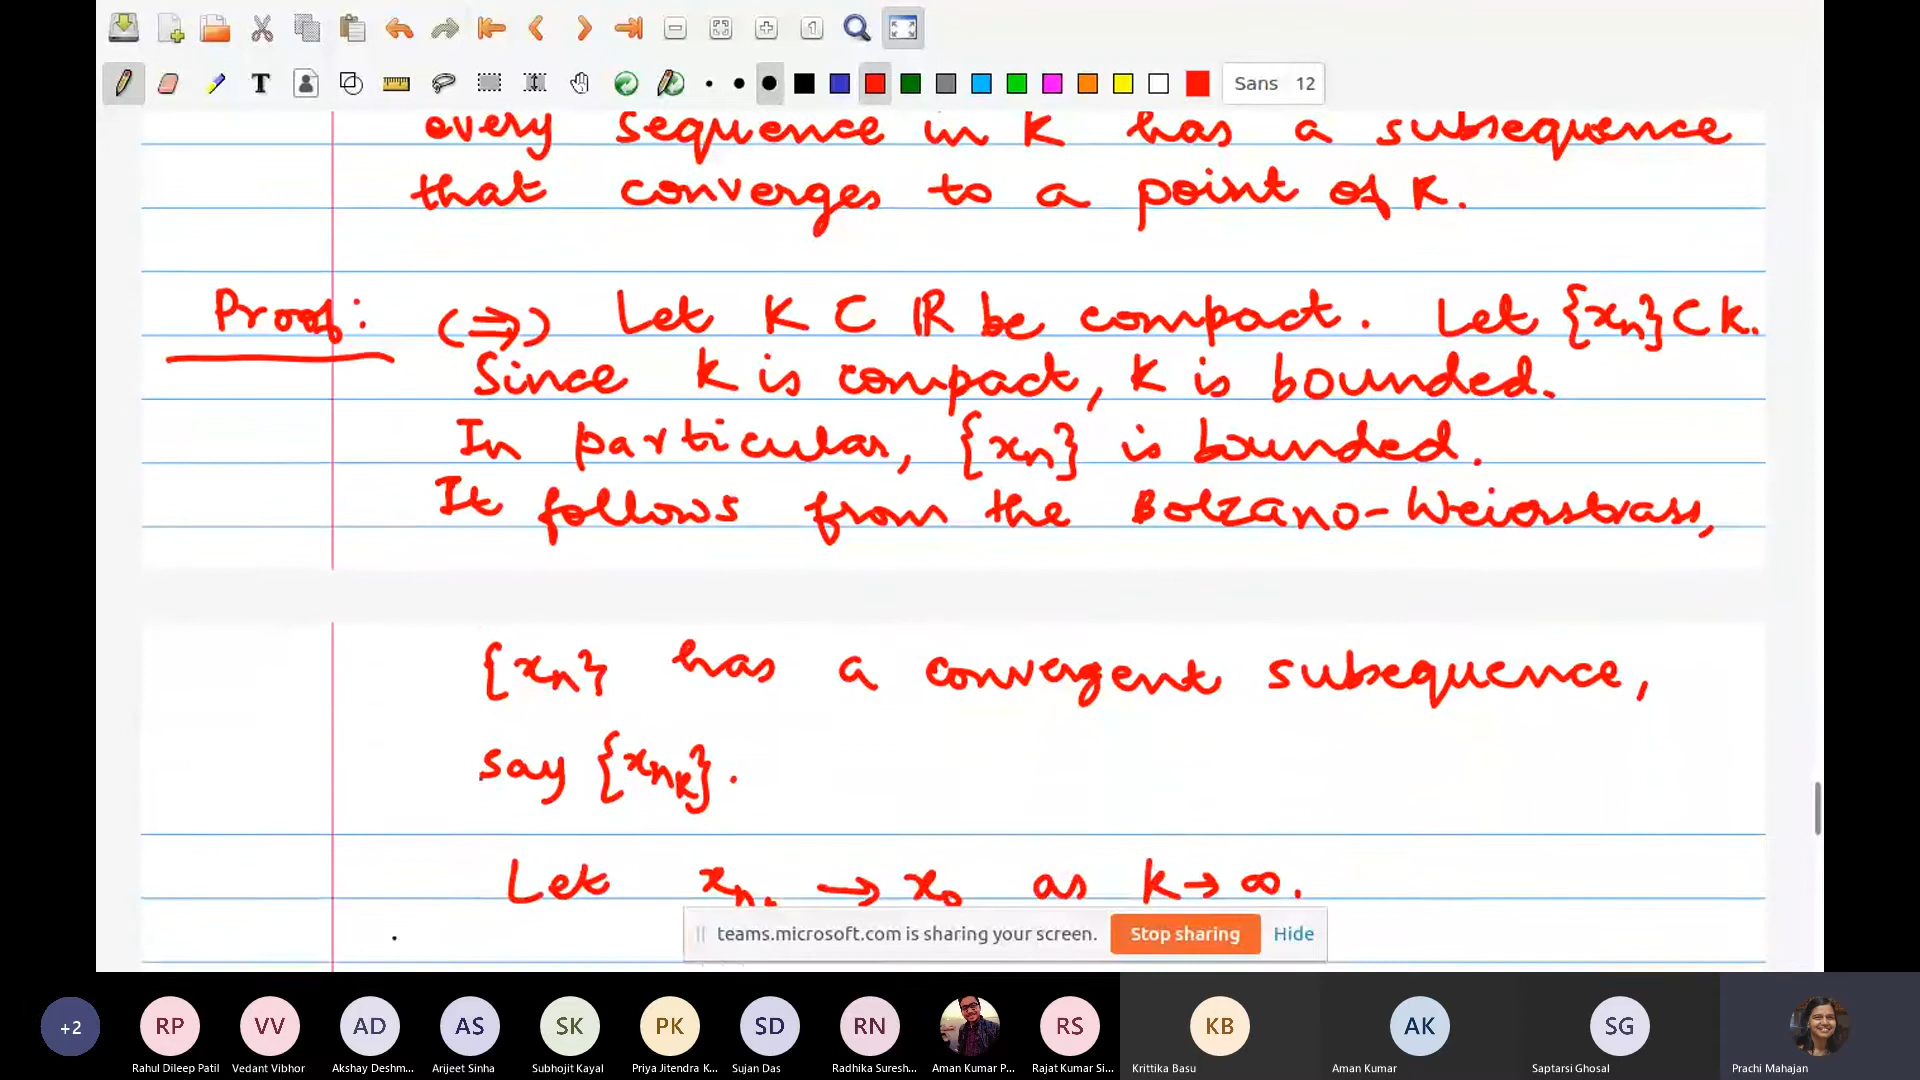 Sans 12
every sequence in K has a subsequence
that converges to a point of K.
Proof: (⇒) Let K ⊂ ℝ be compact. Let {xₙ} ⊂ K.
Since K is compact, K is bounded.
In particular, {xₙ} is bounded.
It follows from the Bolzano-Weierstrass,
{xₙ} has a convergent subsequence,
say {xₙₖ}.
Let xₙₖ → x₀ as k → ∞.
teams.microsoft.com is sharing your screen. Stop sharing Hide
+2 RP VV AD AS SK PK SD RN RS KB AK SG
Rahul Dileep Patil Vedant Vibhor Akshay Deshm... Arijeet Sinha Subhojit Kayal Priya Jitendra K... Sujan Das Radhika Suresh... Aman Kumar P... Rajat Kumar Si... Krittika Basu Aman Kumar Saptarsi Ghosal Prachi Mahajan